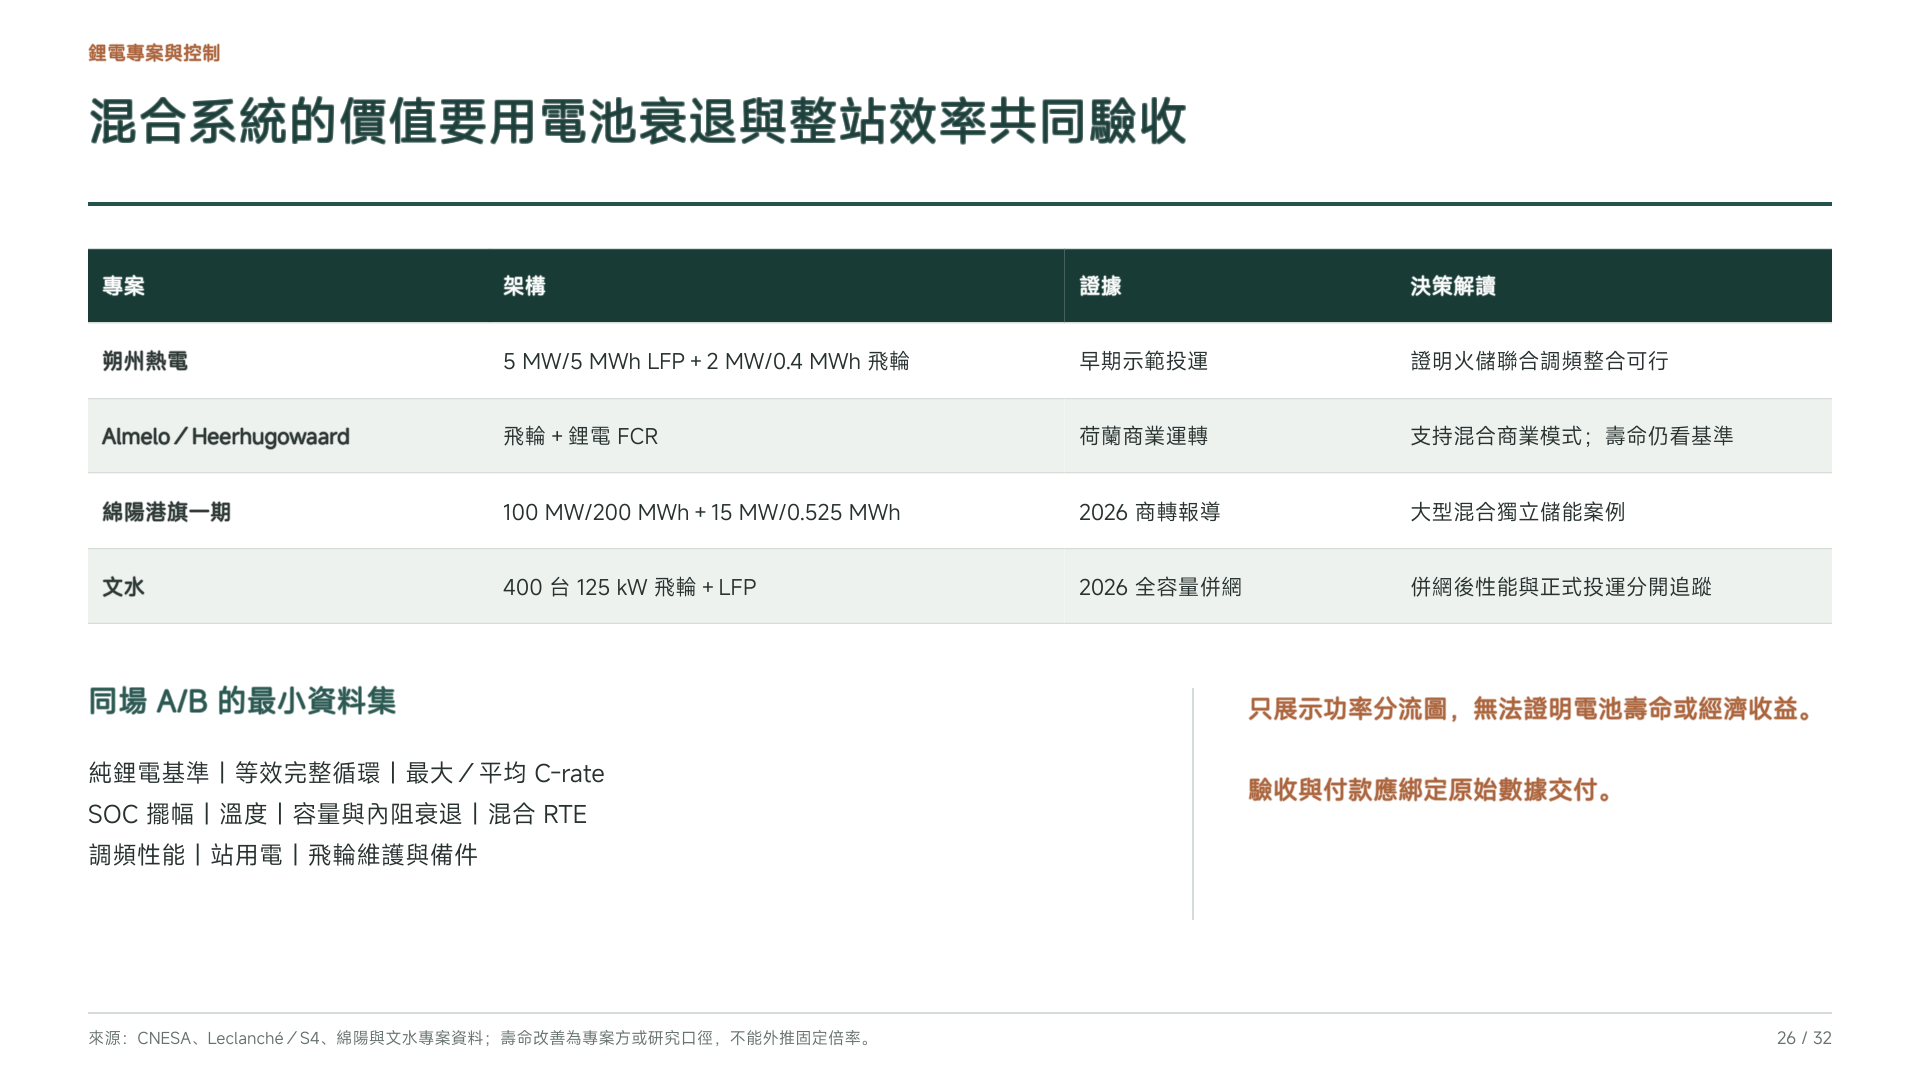 鋰電專案與控制
混合系統的價值要用電池衰退與整站效率共同驗收
專案 架構 證據 決策解讀
朔州熱電 5 MW/5 MWh LFP + 2 MW/0.4 MWh 飛輪 早期示範投運 證明火儲聯合調頻整合可行
Almelo／Heerhugowaard 飛輪 + 鋰電 FCR 荷蘭商業運轉 支持混合商業模式；壽命仍看基準
綿陽港旗一期 100 MW/200 MWh + 15 MW/0.525 MWh 2026 商轉報導 大型混合獨立儲能案例
文水 400 台 125 kW 飛輪 + LFP 2026 全容量併網 併網後性能與正式投運分開追蹤
同場 A/B 的最小資料集
純鋰電基準｜等效完整循環｜最大／平均 C-rate
SOC 擺幅｜溫度｜容量與內阻衰退｜混合 RTE
調頻性能｜站用電｜飛輪維護與備件
只展示功率分流圖，無法證明電池壽命或經濟收益。
驗收與付款應綁定原始數據交付。
來源：CNESA、Leclanché／S4、綿陽與文水專案資料；壽命改善為專案方或研究口徑，不能外推固定倍率。
26 / 32